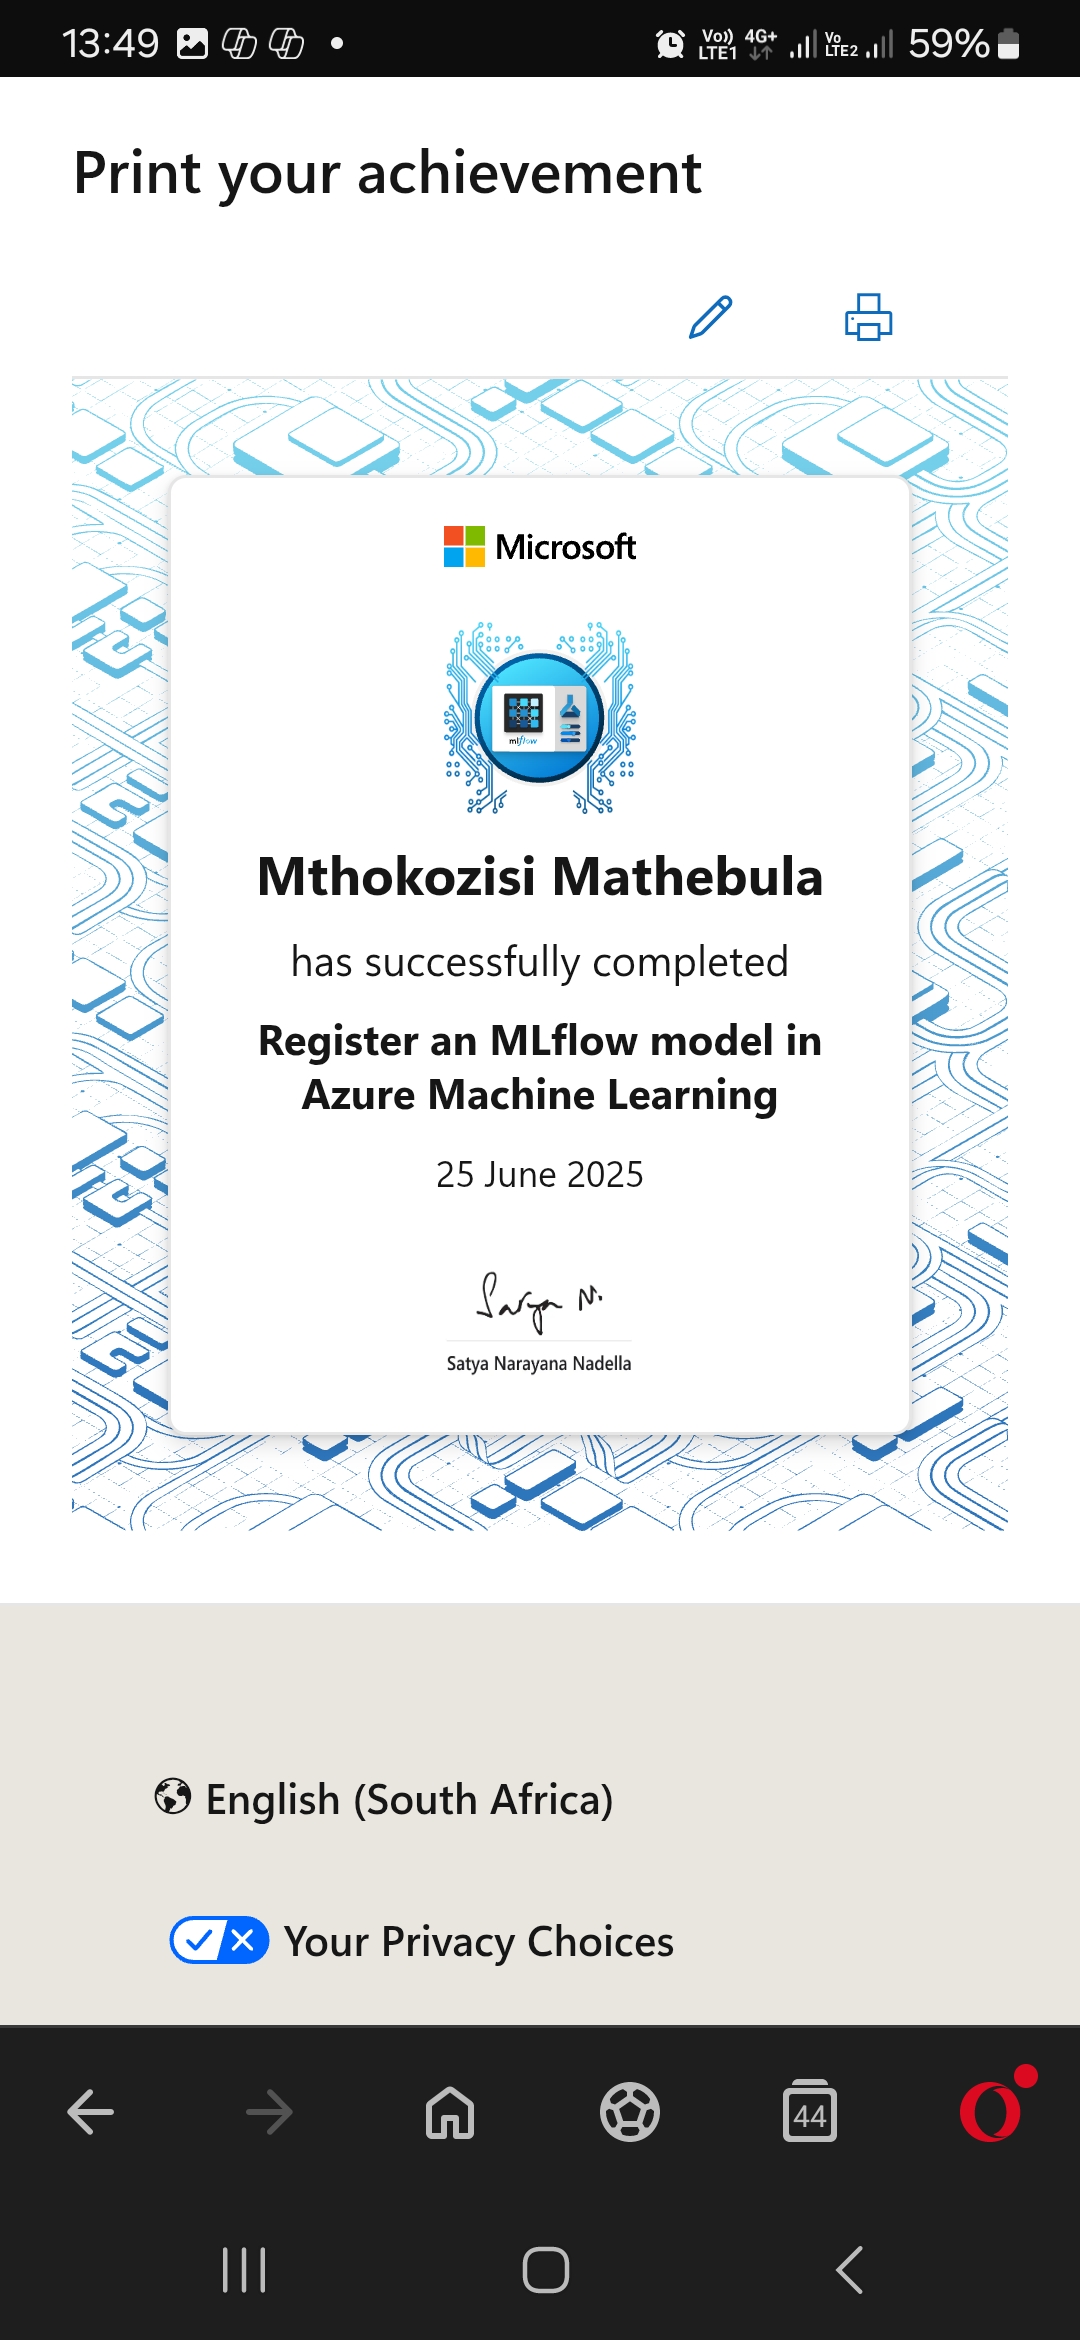 13:49
Vo)) 4G+ Vo 59%
LTE1 LTE2
Print your achievement
Microsoft
mlflow
Mthokozisi Mathebula
has successfully completed
Register an MLflow model in
Azure Machine Learning
25 June 2025
Satya N.
Satya Narayana Nadella
English (South Africa)
Your Privacy Choices
44